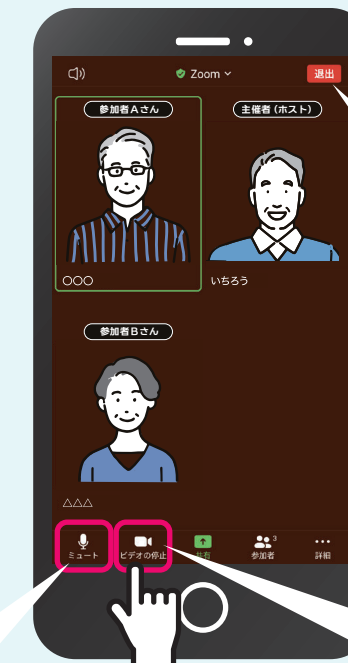 Zoom
退出
参加者Aさん
主催者（ホスト）
○○○
いちろう
参加者Bさん
△△△
ミュート
ビデオの停止
共有
3
参加者
詳細